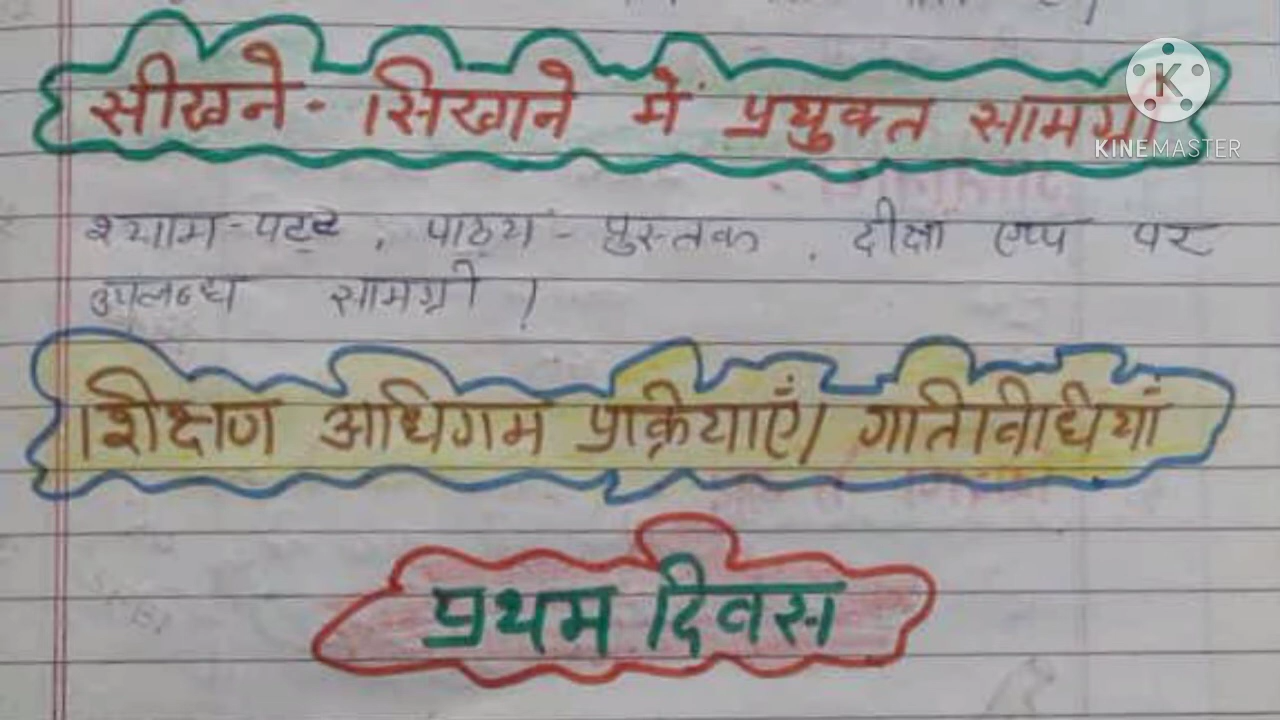 सीखने-सिखाने में प्रयुक्त सामग्री
KINEMASTER
श्याम-पट्ट, पाठ्य-पुस्तक, दीक्षा एप्प पर
उपलब्ध सामग्री।
शिक्षण अधिगम प्रक्रियाएँ/ गतिविधियां
प्रथम दिवस